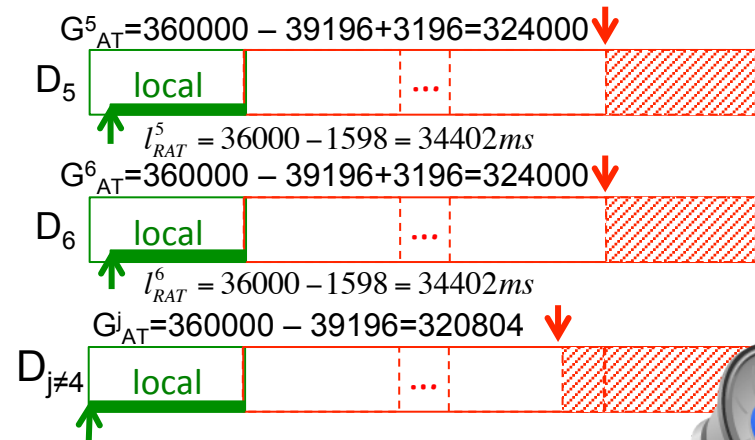 G⁵AT=360000 – 39196+3196=324000
D₅ local ...
l⁵RAT = 36000 – 1598 = 34402ms
G⁶AT=360000 – 39196+3196=324000
D₆ local ...
l⁶RAT = 36000 – 1598 = 34402ms
GʲAT=360000 – 39196=320804
Dj≠4 local ...